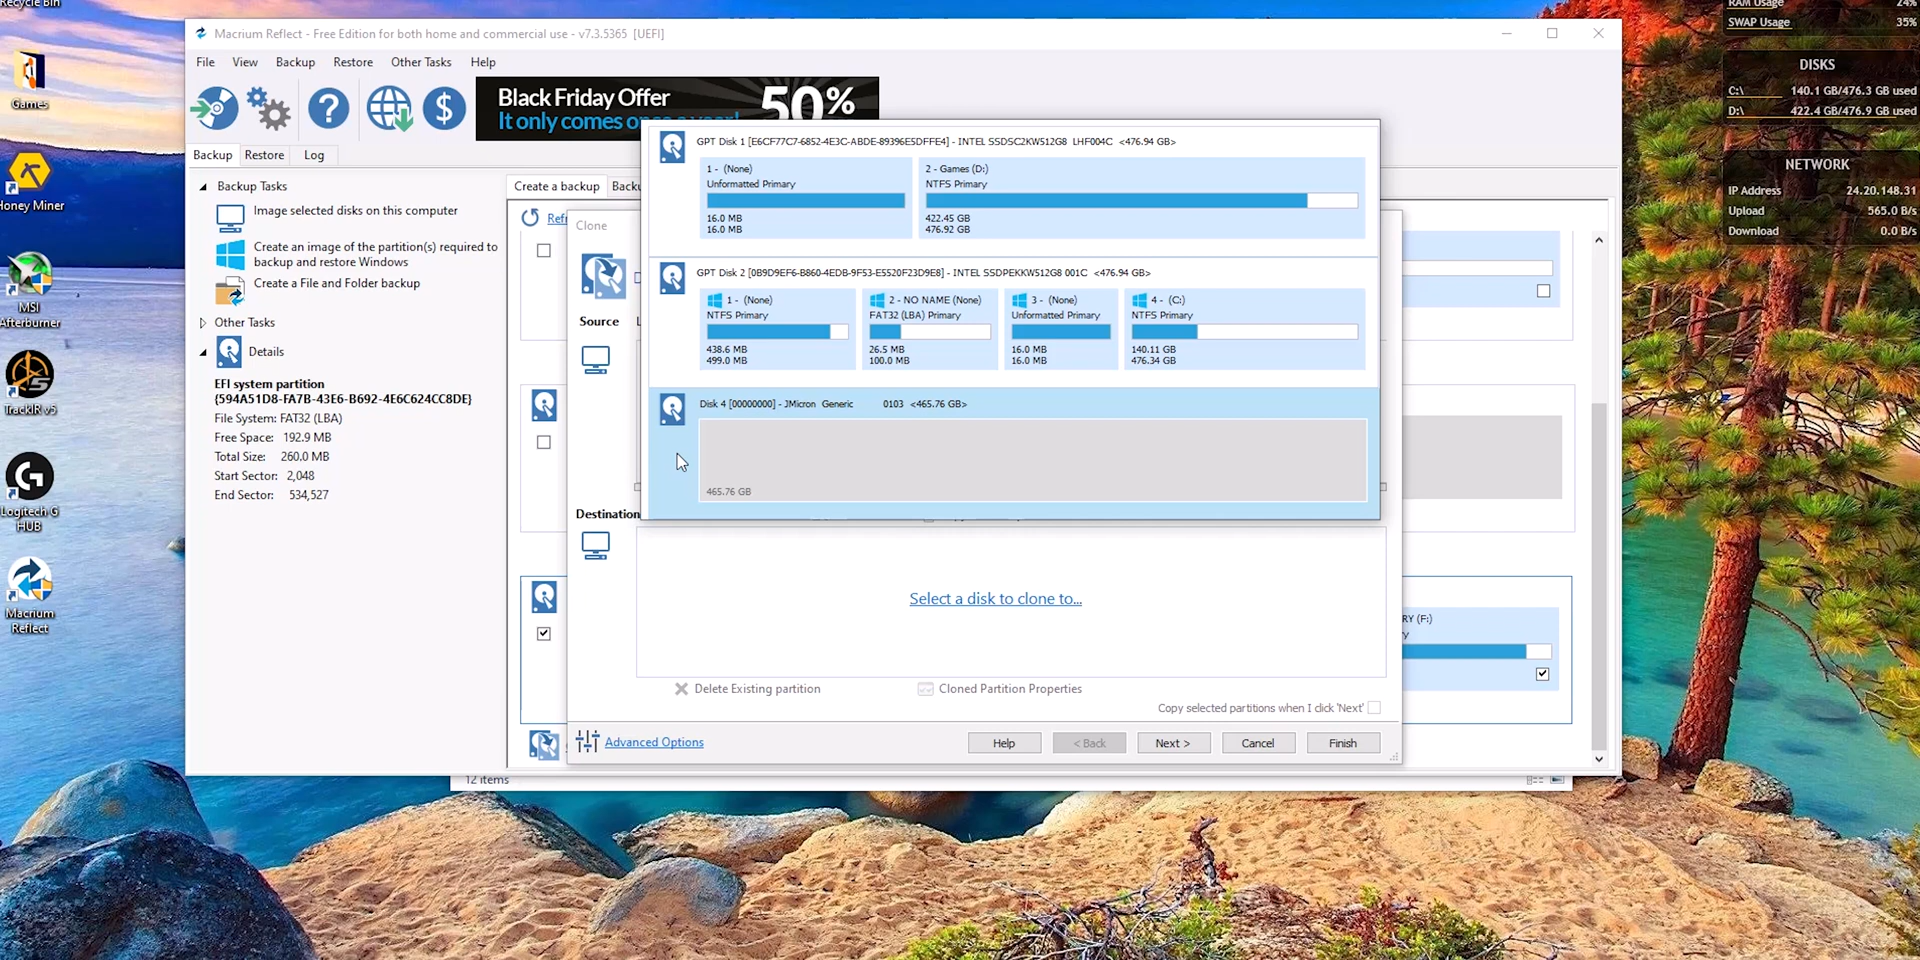 Recycle Bin
Games
Honey Miner
MSI
Afterburner
TrackIR v5
Logitech G
HUB
Macrium
Reflect
Macrium Reflect - Free Edition for both home and commercial use - v7.3.5365  [UEFI]
File View Backup Restore Other Tasks Help
Black Friday Offer
50%
Backup Restore Log
Backup Tasks
Image selected disks on this computer
Create an image of the partition(s) required to
backup and restore Windows
Create a File and Folder backup
Other Tasks
Details
EFI system partition
{594A51D8-FA7B-43E6-B692-4E6C624CC8DE}
File System: FAT32 (LBA)
Free Space: 192.9 MB
Total Size: 260.0 MB
Start Sector: 2,048
End Sector: 534,527
Create a backup
Clone
Source
Destination
GPT Disk 1 [E6CF77C7-6852-4E3C-ABDE-89396E5DFFE4] - INTEL SSDSC2KW512G8 LHF004C <476.94 GB>
1 - (None)
Unformatted Primary
16.0 MB
16.0 MB
2 - Games (D:)
NTFS Primary
422.45 GB
476.92 GB
GPT Disk 2 [0B9D9EF6-B860-4EDB-9F53-E5520F23D9E8] - INTEL SSDPEKKW512G8 001C <476.94 GB>
1 - (None)
NTFS Primary
438.6 MB
499.0 MB
2 - NO NAME (None)
FAT32 (LBA) Primary
26.5 MB
100.0 MB
3 - (None)
Unformatted Primary
16.0 MB
16.0 MB
4 - (C:)
NTFS Primary
140.11 GB
476.34 GB
Disk 4 [00000000] - JMicron Generic 0103 <465.76 GB>
465.76 GB
Select a disk to clone to...
RY (F:)
Delete Existing partition
Cloned Partition Properties
Copy selected partitions when I click 'Next'
Advanced Options
Help
< Back
Next >
Cancel
Finish
12 items
RAM Usage 24%
SWAP Usage 35%
DISKS
C:\ 140.1 GB/476.3 GB used
D:\ 422.4 GB/476.9 GB used
NETWORK
IP Address 24.20.148.31
Upload 565.0 B/s
Download 0.0 B/s